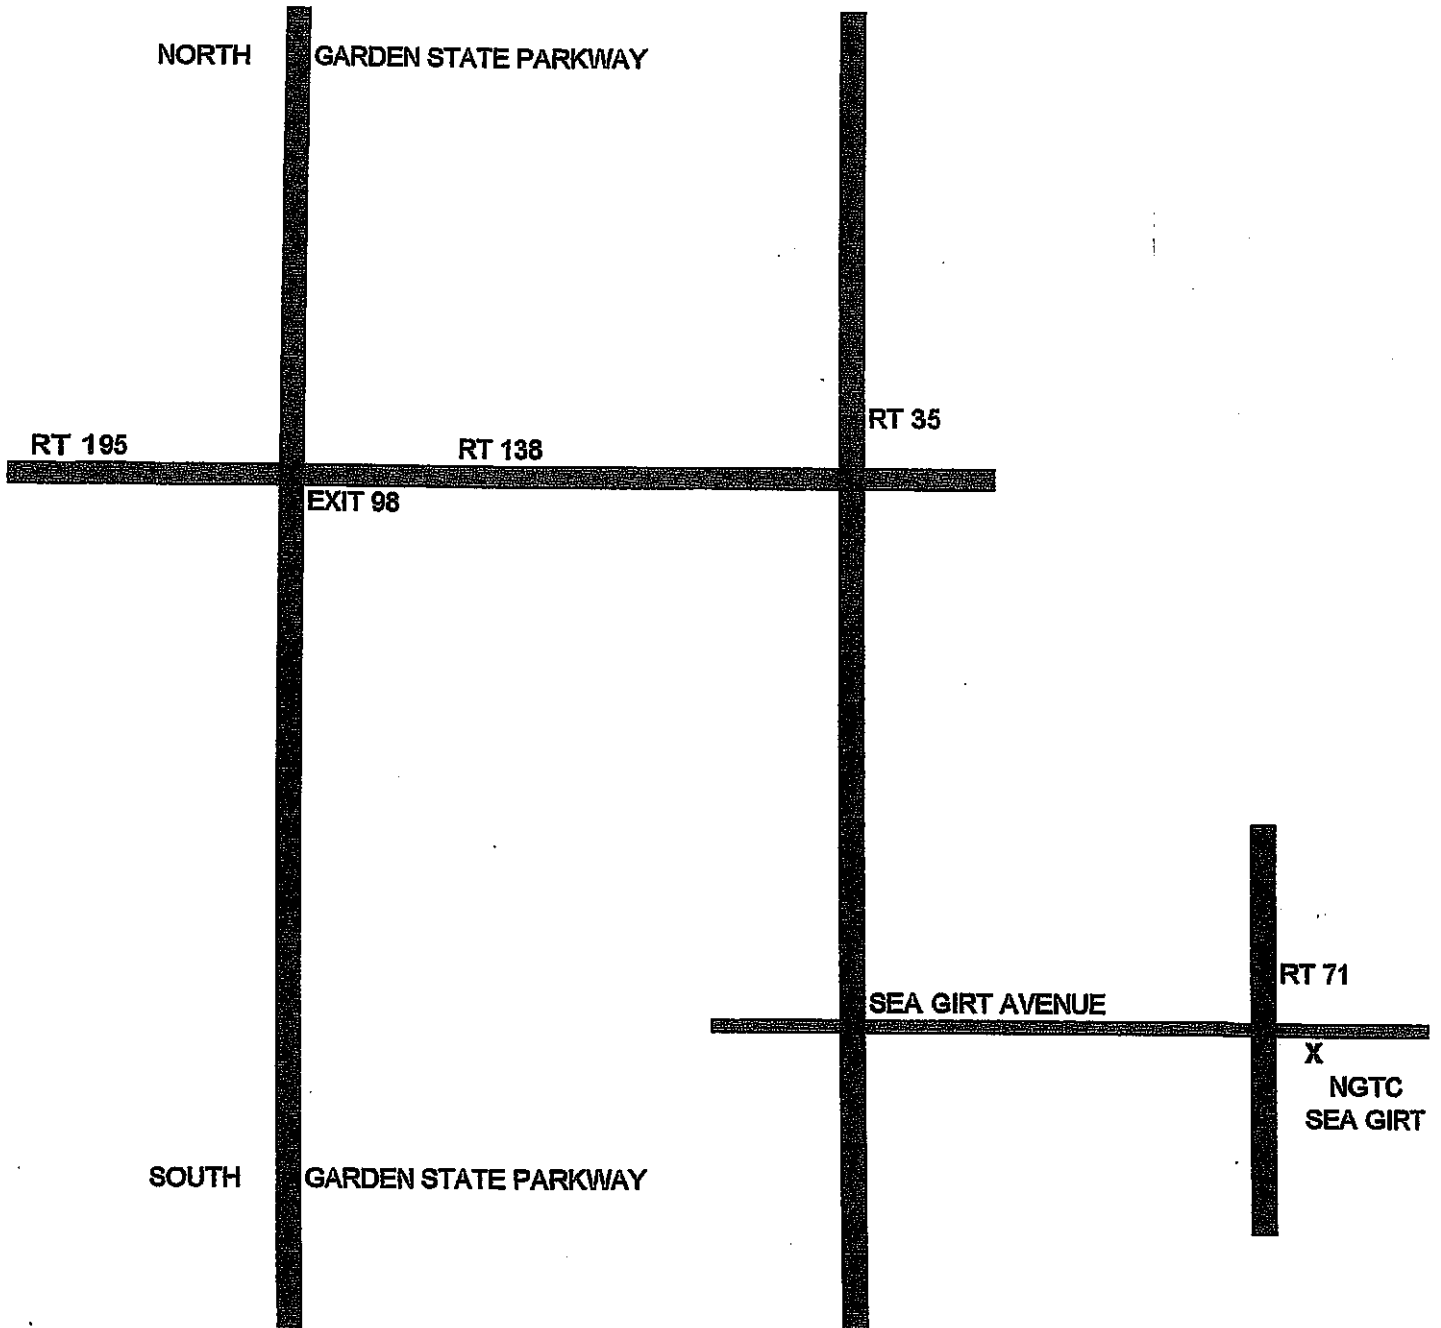 NORTH
GARDEN STATE PARKWAY
RT 35
RT 195
RT 138
EXIT 98
RT 71
SEA GIRT AVENUE
X
NGTC
SEA GIRT
SOUTH
GARDEN STATE PARKWAY